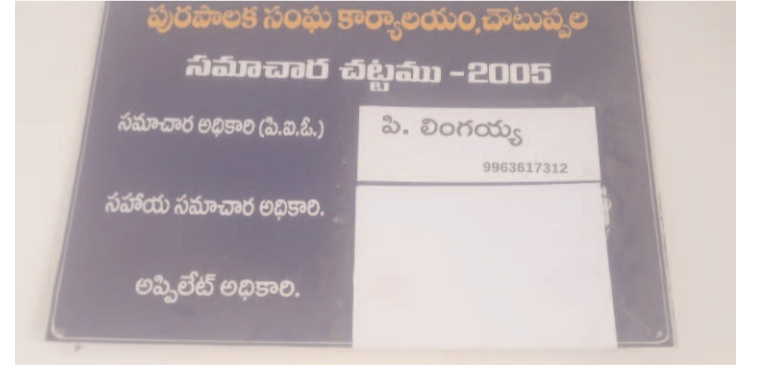 పురపాలక సంఘ కార్యాలయం,చౌటుప్పల
సమాచార చట్టము -2005
సమాచార అధికారి (పి.ఐ.ఓ.) పి. లింగయ్య
9963617312
సహాయ సమాచార అధికారి.
అప్పిలేట్ అధికారి.